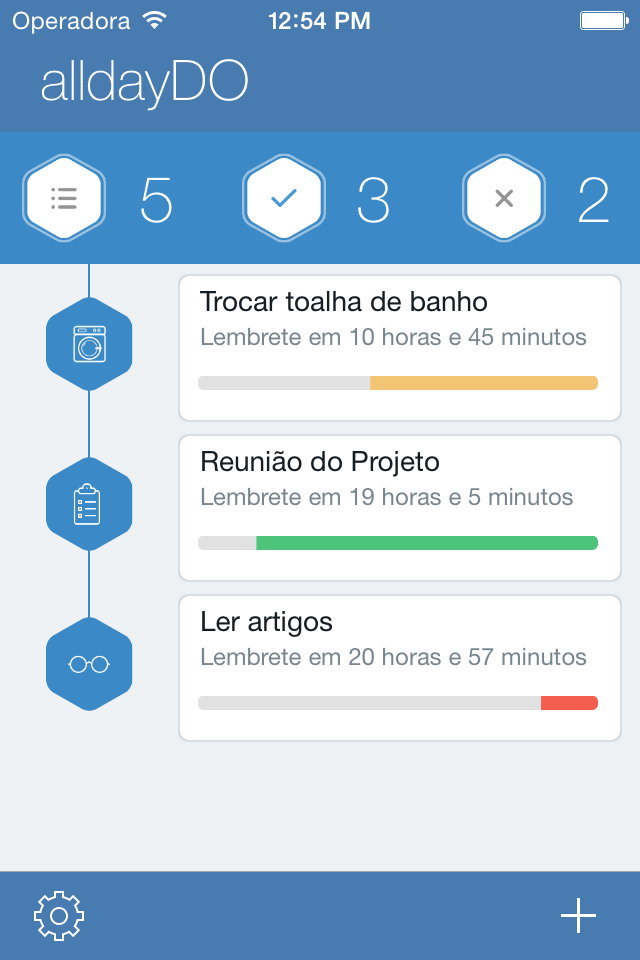 Operadora 12:54 PM
alldayDO
5 3 2
Trocar toalha de banho
Lembrete em 10 horas e 45 minutos
Reunião do Projeto
Lembrete em 19 horas e 5 minutos
Ler artigos
Lembrete em 20 horas e 57 minutos